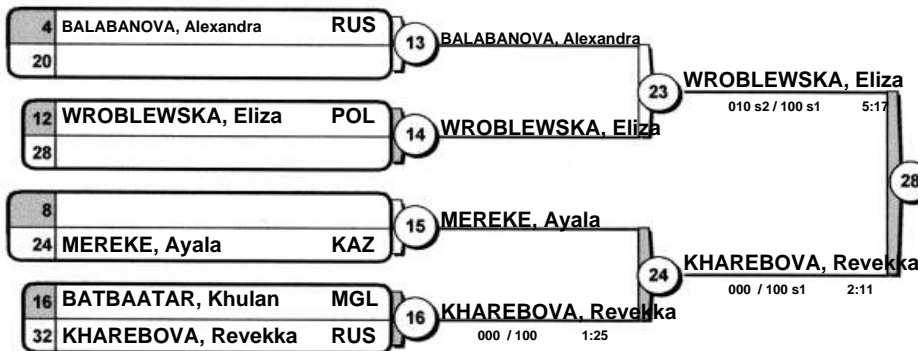 4 BALABANOVA, Alexandra RUS
20
13
BALABANOVA, Alexandra
12 WROBLEWSKA, Eliza POL
28
14
WROBLEWSKA, Eliza
23
WROBLEWSKA, Eliza
010 s2 / 100 s1 5:17
8
24 MEREKE, Ayala KAZ
15
MEREKE, Ayala
16 BATBAATAR, Khulan MGL
32 KHAREBOVA, Revekka RUS
16
KHAREBOVA, Revekka
000 / 100 1:25
24
KHAREBOVA, Revekka
000 / 100 s1 2:11
28